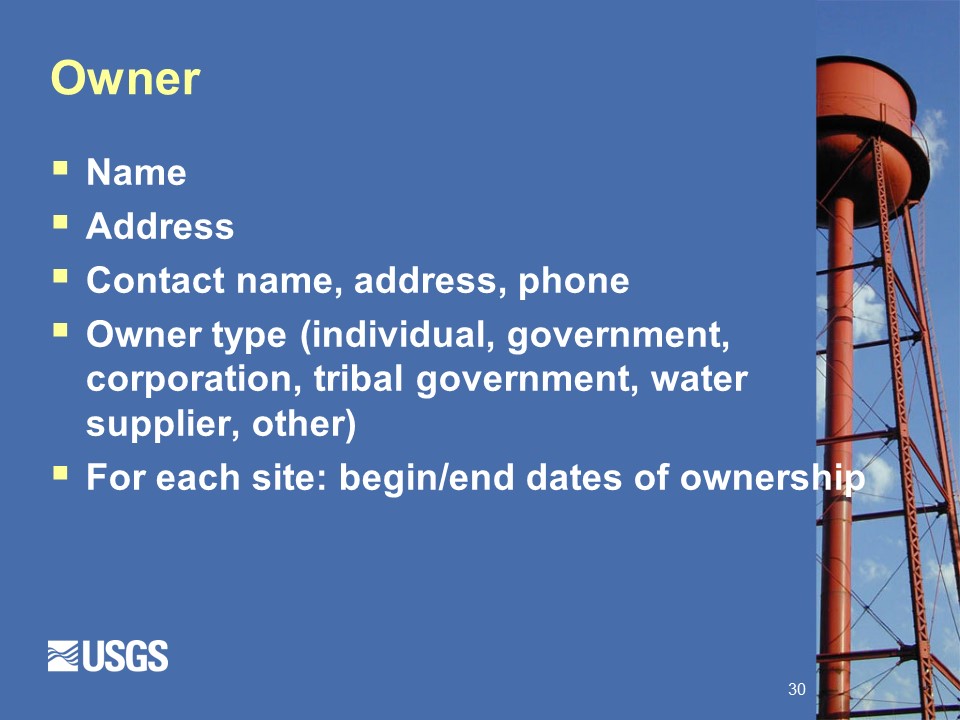 Owner
▪ Name
▪ Address
▪ Contact name, address, phone
▪ Owner type (individual, government,
corporation, tribal government, water
supplier, other)
▪ For each site: begin/end dates of ownership
USGS
30